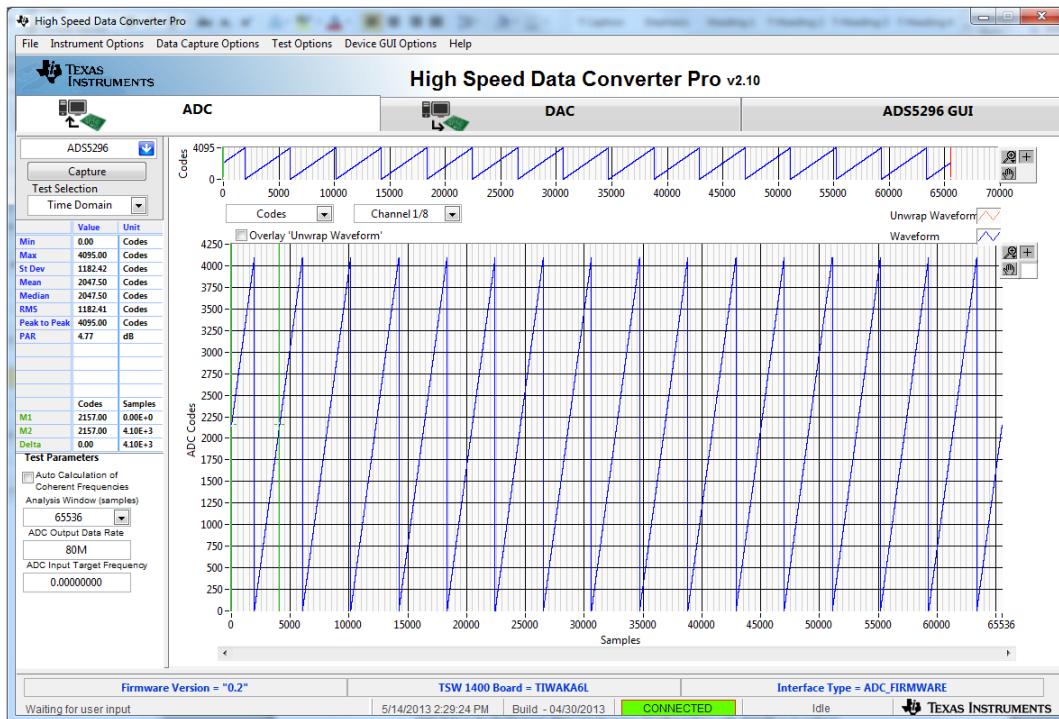 High Speed Data Converter Pro
File Instrument Options Data Capture Options Test Options Device GUI Options Help
TEXAS INSTRUMENTS
High Speed Data Converter Pro v2.10
ADC DAC ADS5296 GUI
ADS5296
Capture
Test Selection
Time Domain
Value Unit
Min 0.00 Codes
Max 4095.00 Codes
St Dev 1182.42 Codes
Mean 2047.50 Codes
Median 2047.50 Codes
RMS 1182.41 Codes
Peak to Peak 4095.00 Codes
PAR 4.77 dB
Codes Samples
M1 2157.00 0.00E+0
M2 2157.00 4.10E+3
Delta 0.00 4.10E+3
Test Parameters
Auto Calculation of
Coherent Frequencies
Analysis Window (samples)
65536
ADC Output Data Rate
80M
ADC Input Target Frequency
0.00000000
Codes
4095
0
0 5000 10000 15000 20000 25000 30000 35000 40000 45000 50000 55000 60000 65000 70000
Codes Channel 1/8
Unwrap Waveform
Overlay 'Unwrap Waveform'
Waveform
ADC Codes
4250
4000
3750
3500
3250
3000
2750
2500
2250
2000
1750
1500
1250
1000
750
500
250
0
0 5000 10000 15000 20000 25000 30000 35000 40000 45000 50000 55000 60000 65536
Samples
Firmware Version = "0.2" TSW 1400 Board = TIWAKA6L Interface Type = ADC_FIRMWARE
Waiting for user input 5/14/2013 2:29:24 PM Build - 04/30/2013 CONNECTED Idle TEXAS INSTRUMENTS